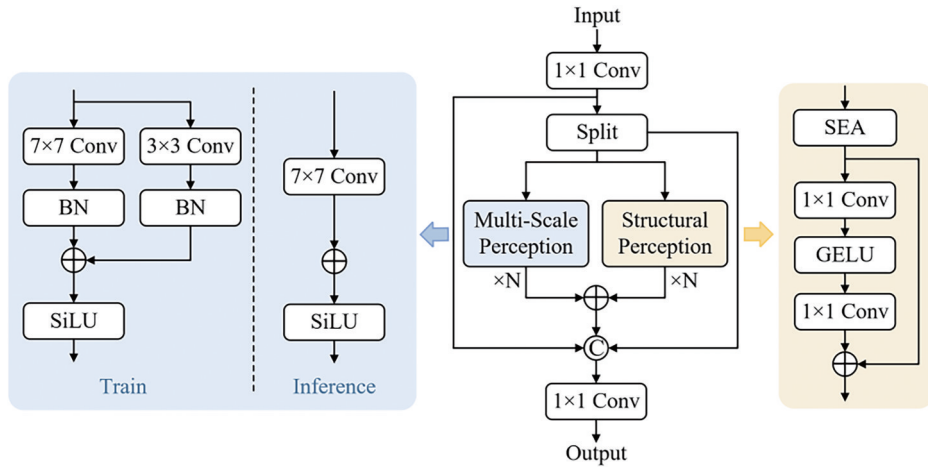 7×7 Conv
3×3 Conv
BN
BN
SiLU
Train
7×7 Conv
SiLU
Inference
Input
1×1 Conv
Split
Multi-Scale
Perception
Structural
Perception
×N
×N
C
1×1 Conv
Output
SEA
1×1 Conv
GELU
1×1 Conv